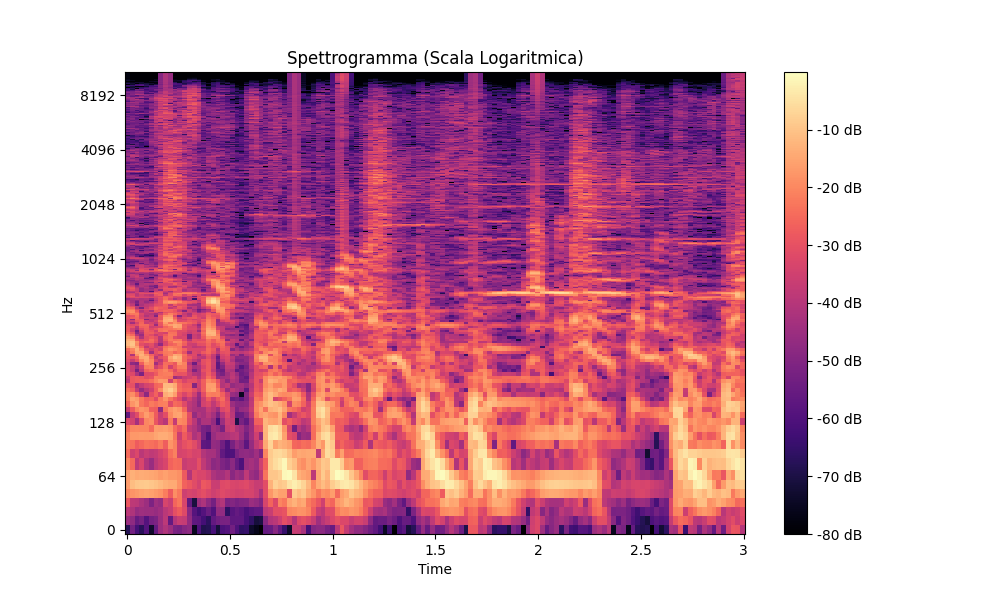 Spettrogramma (Scala Logaritmica)
8192
4096
2048
1024
512
256
128
64
0
Hz
0 0.5 1 1.5 2 2.5 3
Time
-10 dB
-20 dB
-30 dB
-40 dB
-50 dB
-60 dB
-70 dB
-80 dB